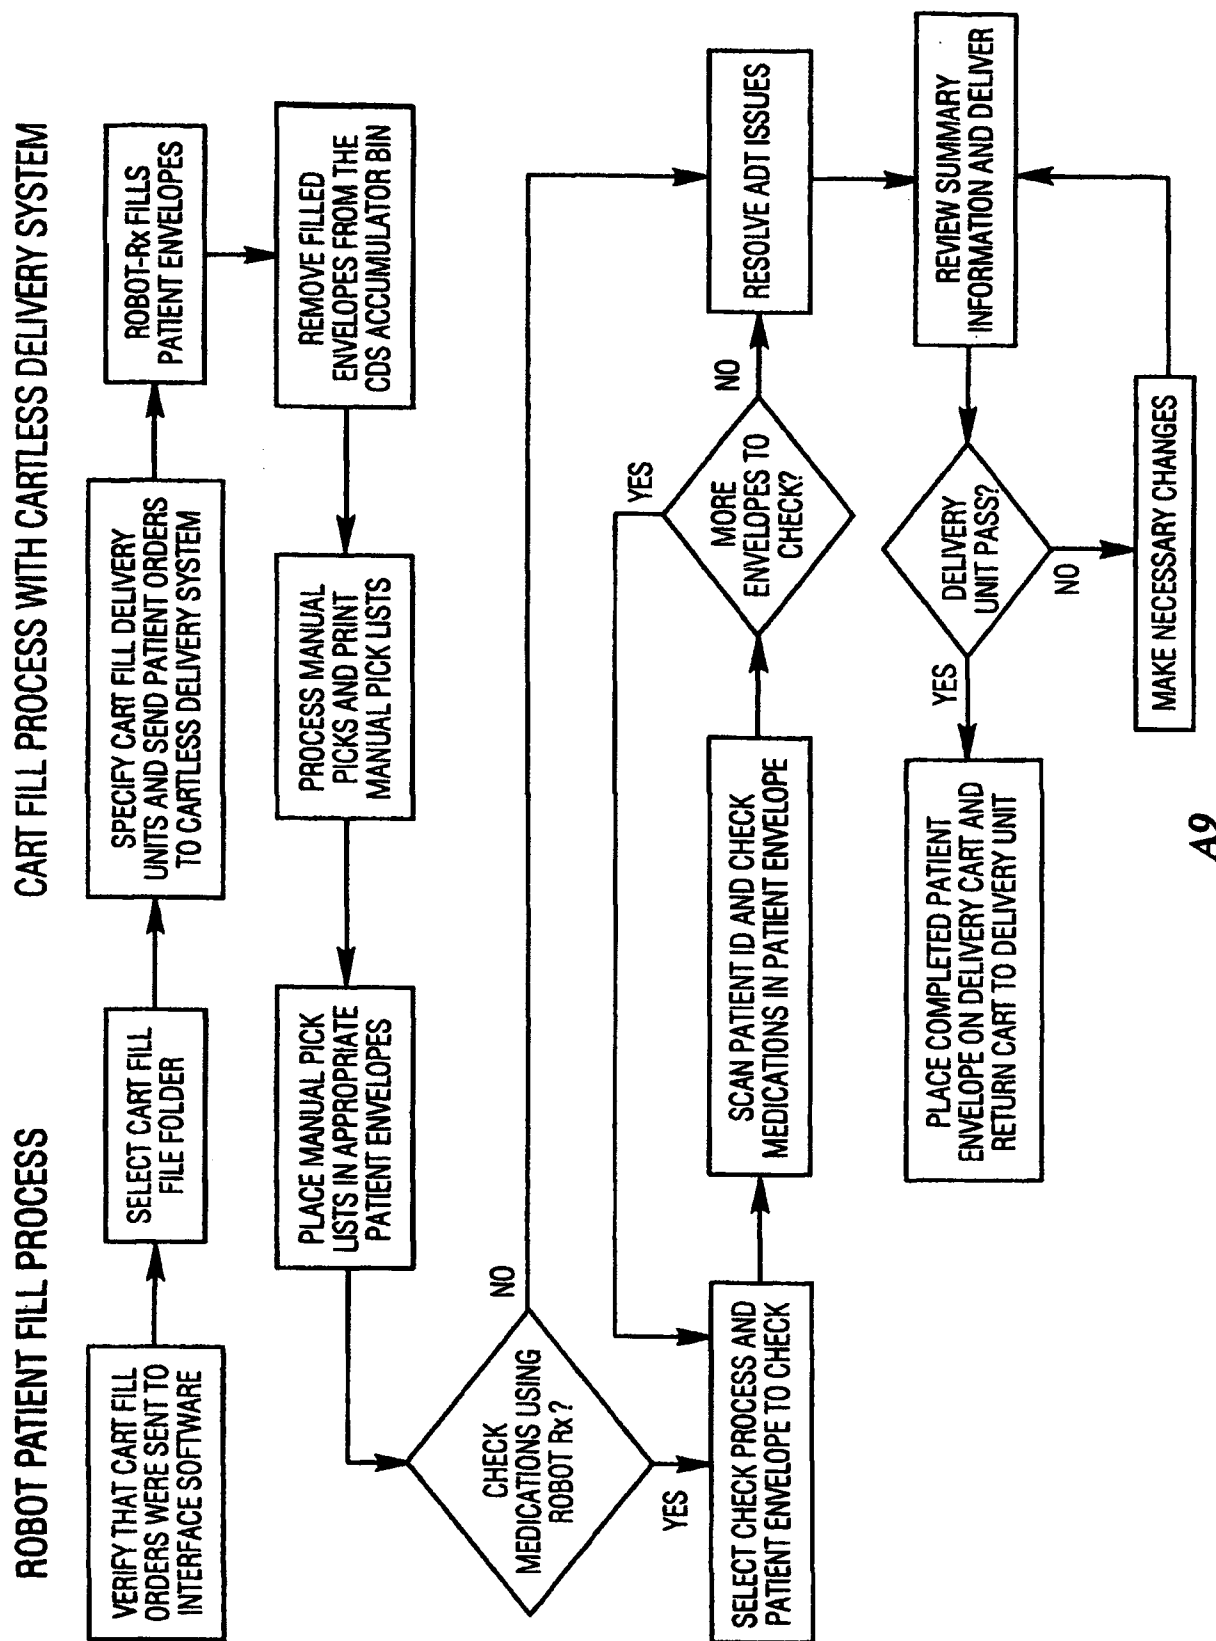 ROBOT PATIENT FILL PROCESS
CART FILL PROCESS WITH CARTLESS DELIVERY SYSTEM
VERIFY THAT CART FILL
ORDERS WERE SENT TO
INTERFACE SOFTWARE
SELECT CART FILL
FILE FOLDER
SPECIFY CART FILL DELIVERY
UNITS AND SEND PATIENT ORDERS
TO CARTLESS DELIVERY SYSTEM
ROBOT-Rx FILLS
PATIENT ENVELOPES
REMOVE FILLED
ENVELOPES FROM THE
CDS ACCUMULATOR BIN
PROCESS MANUAL
PICKS AND PRINT
MANUAL PICK LISTS
PLACE MANUAL PICK
LISTS IN APPROPRIATE
PATIENT ENVELOPES
CHECK
MEDICATIONS USING
ROBOT Rx?
NO
YES
SELECT CHECK PROCESS AND
PATIENT ENVELOPE TO CHECK
SCAN PATIENT ID AND CHECK
MEDICATIONS IN PATIENT ENVELOPE
MORE
ENVELOPES TO
CHECK?
YES
NO
RESOLVE ADT ISSUES
REVIEW SUMMARY
INFORMATION AND DELIVER
DELIVERY
UNIT PASS?
YES
NO
PLACE COMPLETED PATIENT
ENVELOPE ON DELIVERY CART AND
RETURN CART TO DELIVERY UNIT
MAKE NECESSARY CHANGES
A9